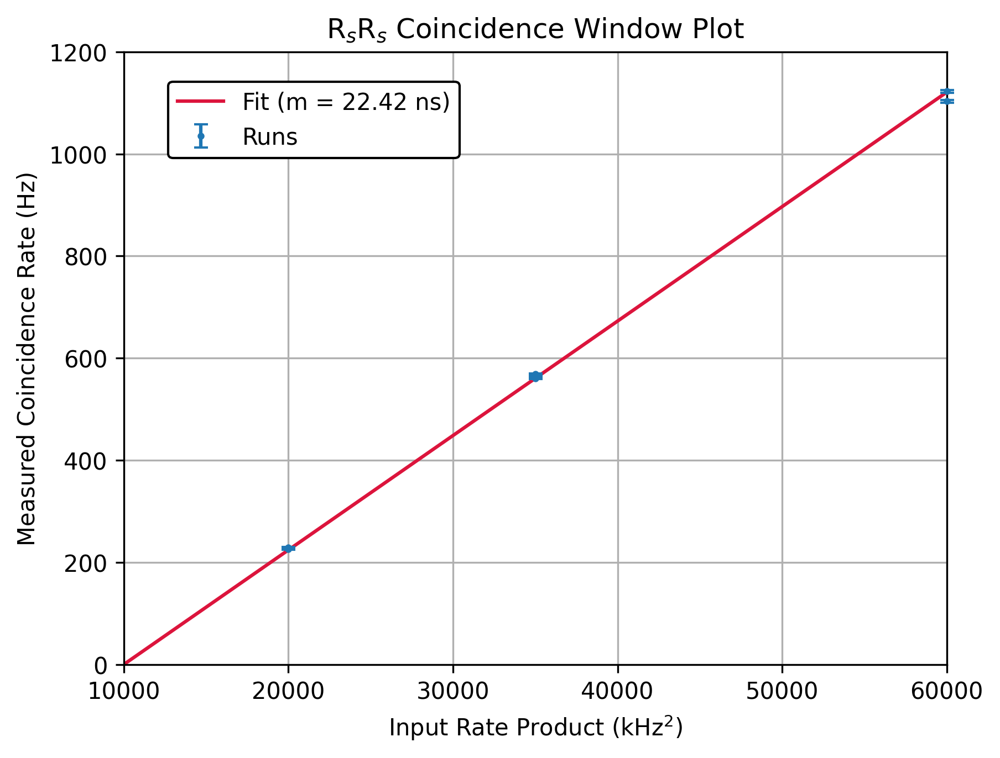 RₛRₛ Coincidence Window Plot
1200
1000
800
600
400
200
0
Fit (m = 22.42 ns)
Runs
Measured Coincidence Rate (Hz)
10000 20000 30000 40000 50000 60000
Input Rate Product (kHz²)